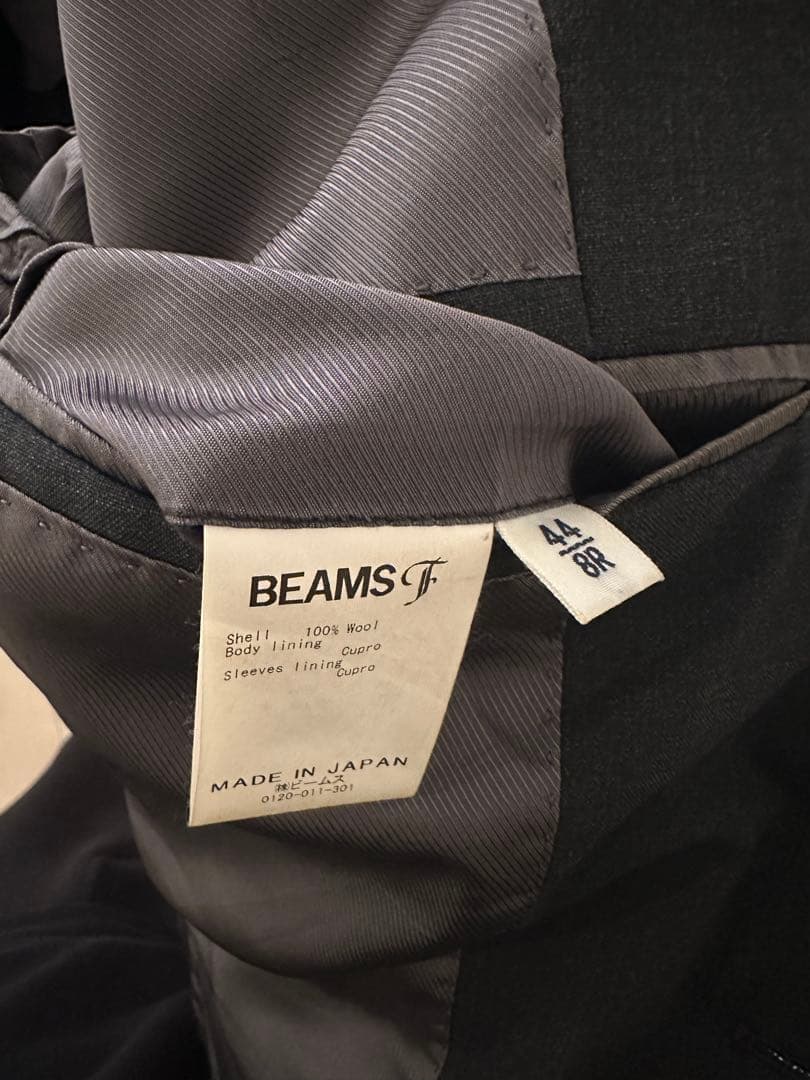 BEAMS F
Shell 100% Wool
Body lining Cupro
Sleeves lining Cupro
MADE IN JAPAN
㈱ビームス
0120-011-301
44
8R